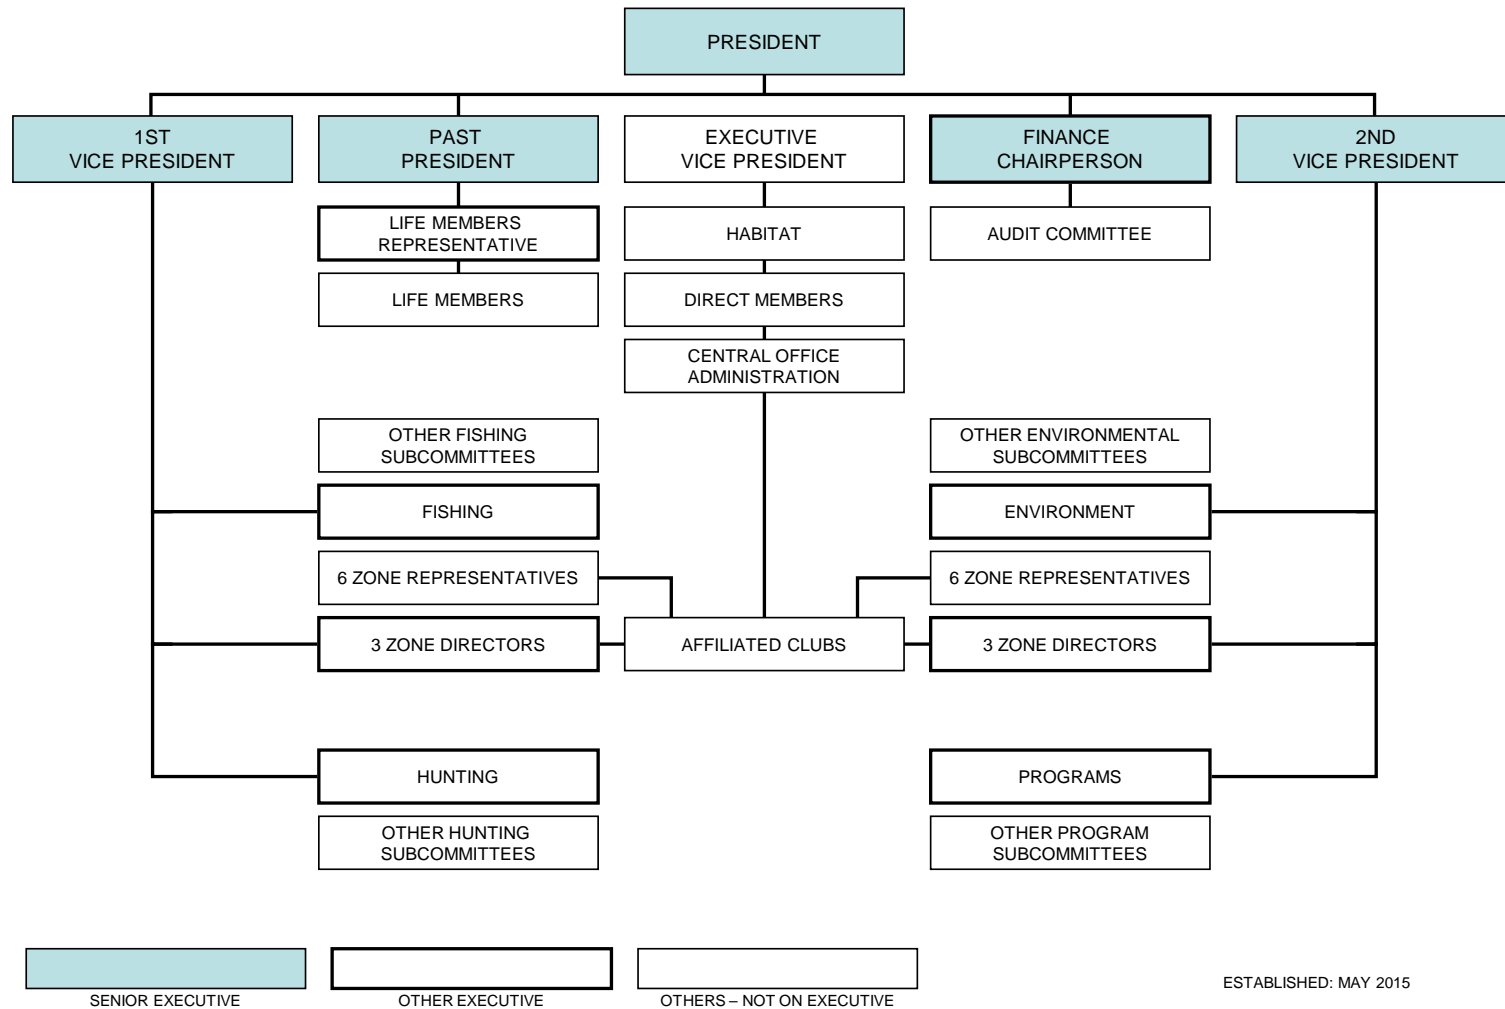 PRESIDENT
1ST
VICE PRESIDENT
PAST
PRESIDENT
EXECUTIVE
VICE PRESIDENT
FINANCE
CHAIRPERSON
2ND
VICE PRESIDENT
LIFE MEMBERS
REPRESENTATIVE
HABITAT
AUDIT COMMITTEE
LIFE MEMBERS
DIRECT MEMBERS
CENTRAL OFFICE
ADMINISTRATION
OTHER FISHING
SUBCOMMITTEES
OTHER ENVIRONMENTAL
SUBCOMMITTEES
FISHING
ENVIRONMENT
6 ZONE REPRESENTATIVES
6 ZONE REPRESENTATIVES
3 ZONE DIRECTORS
AFFILIATED CLUBS
3 ZONE DIRECTORS
HUNTING
PROGRAMS
OTHER HUNTING
SUBCOMMITTEES
OTHER PROGRAM
SUBCOMMITTEES
SENIOR EXECUTIVE
OTHER EXECUTIVE
OTHERS – NOT ON EXECUTIVE
ESTABLISHED: MAY 2015